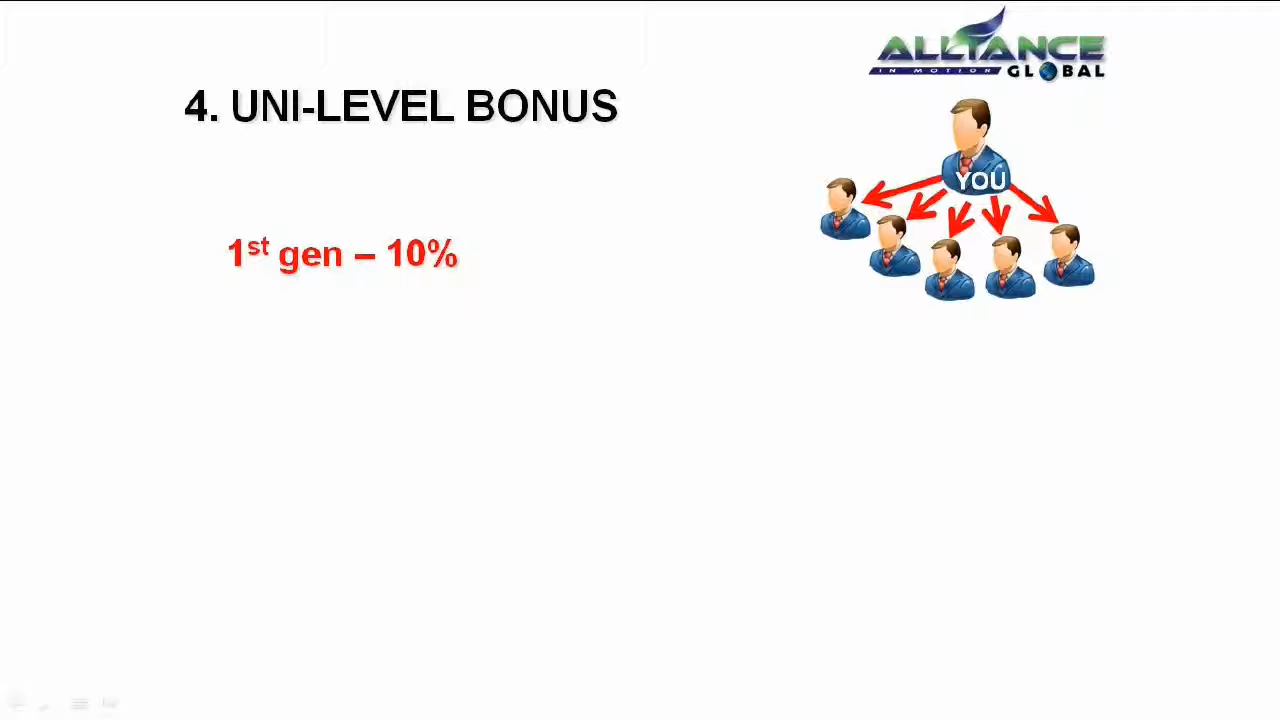 ALLIANCE
IN MOTION
GLOBAL
4. UNI-LEVEL BONUS
YOU
1st gen – 10%